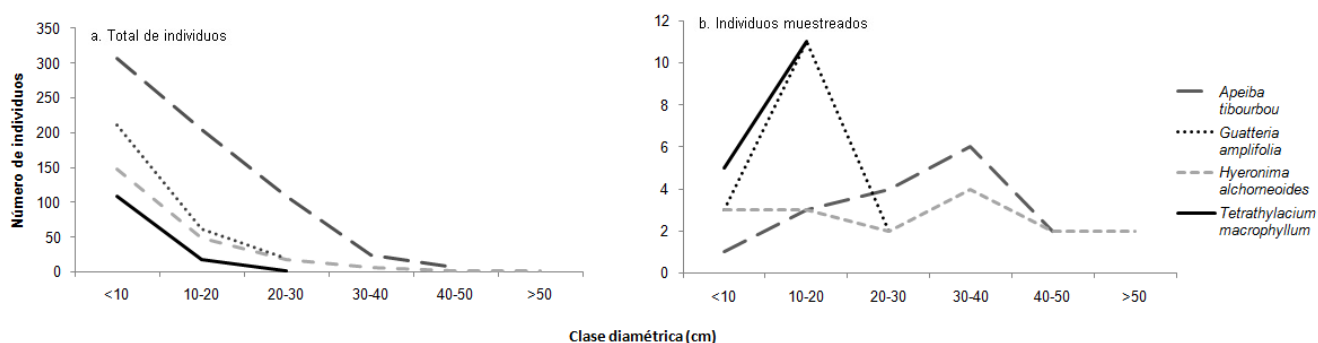 a. Total de individuos
Número de individuos
350
300
250
200
150
100
50
0
<10
10-20
20-30
30-40
40-50
>50
b. Individuos muestreados
12
10
8
6
4
2
0
<10
10-20
20-30
30-40
40-50
>50
Apeiba
tibourbou
Guatteria
amplifolia
Hyeronima
alchorneoides
Tetrathylacium
macrophyllum
Clase diamétrica (cm)